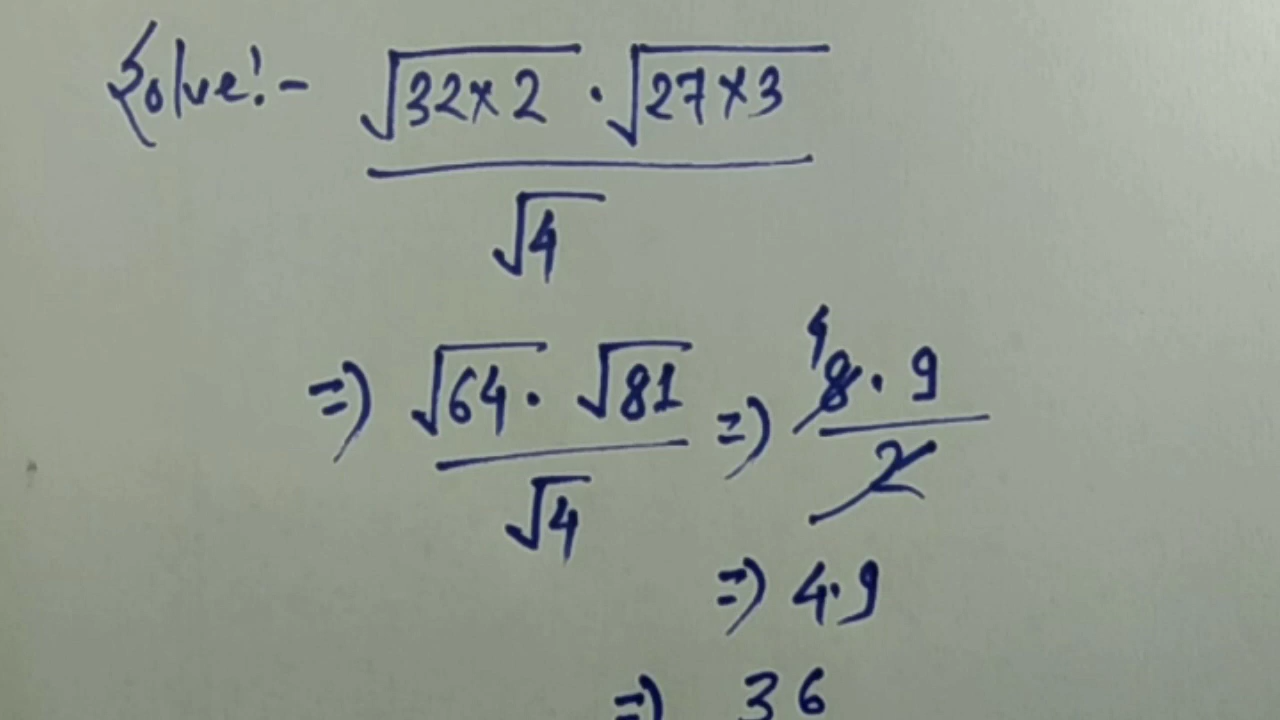 Solve:- √32×2 · √27×3
√4
=) √64 · √81 =) 4 8 · 9
√4 2
=) 4·9
=) 36